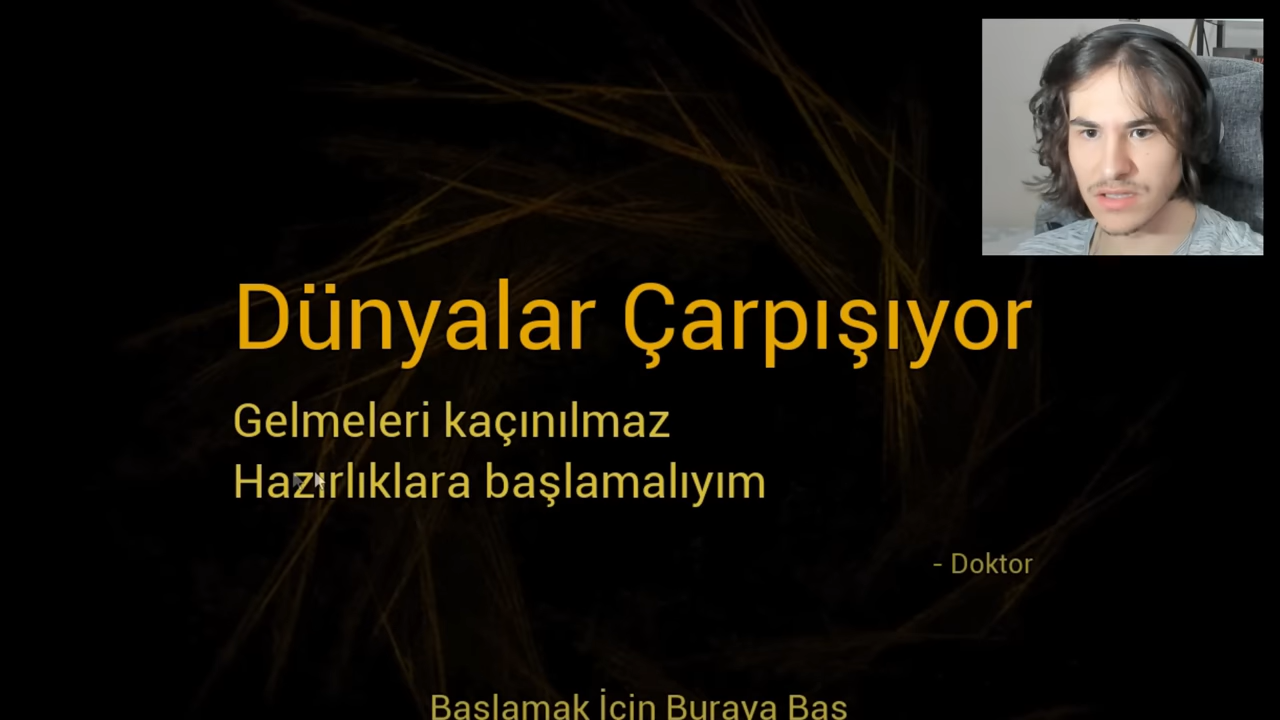 Dünyalar Çarpışıyor
Gelmeleri kaçınılmaz
Hazırlıklara başlamalıyım
- Doktor
Başlamak İçin Buraya Bas